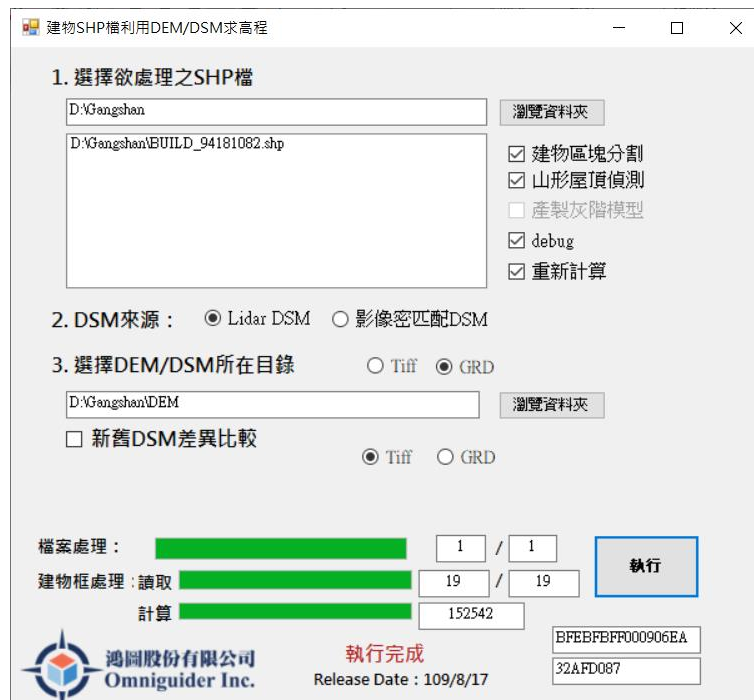 建物SHP檔利用DEM/DSM求高程
1. 選擇欲處理之SHP檔
D:\Gangshan
瀏覽資料夾
D:\Gangshan\BUILD_94181082.shp
建物區塊分割
山形屋頂偵測
產製灰階模型
debug
重新計算
2. DSM來源： Lidar DSM 影像密匹配DSM
3. 選擇DEM/DSM所在目錄 Tiff GRD
D:\Gangshan\DEM
瀏覽資料夾
新舊DSM差異比較
Tiff GRD
檔案處理： 1 / 1
建物框處理：讀取 19 / 19
計算 152542
執行
鴻圖股份有限公司
Omniguider Inc.
執行完成
Release Date：109/8/17
BFEBFBFF000906EA
32AFD087